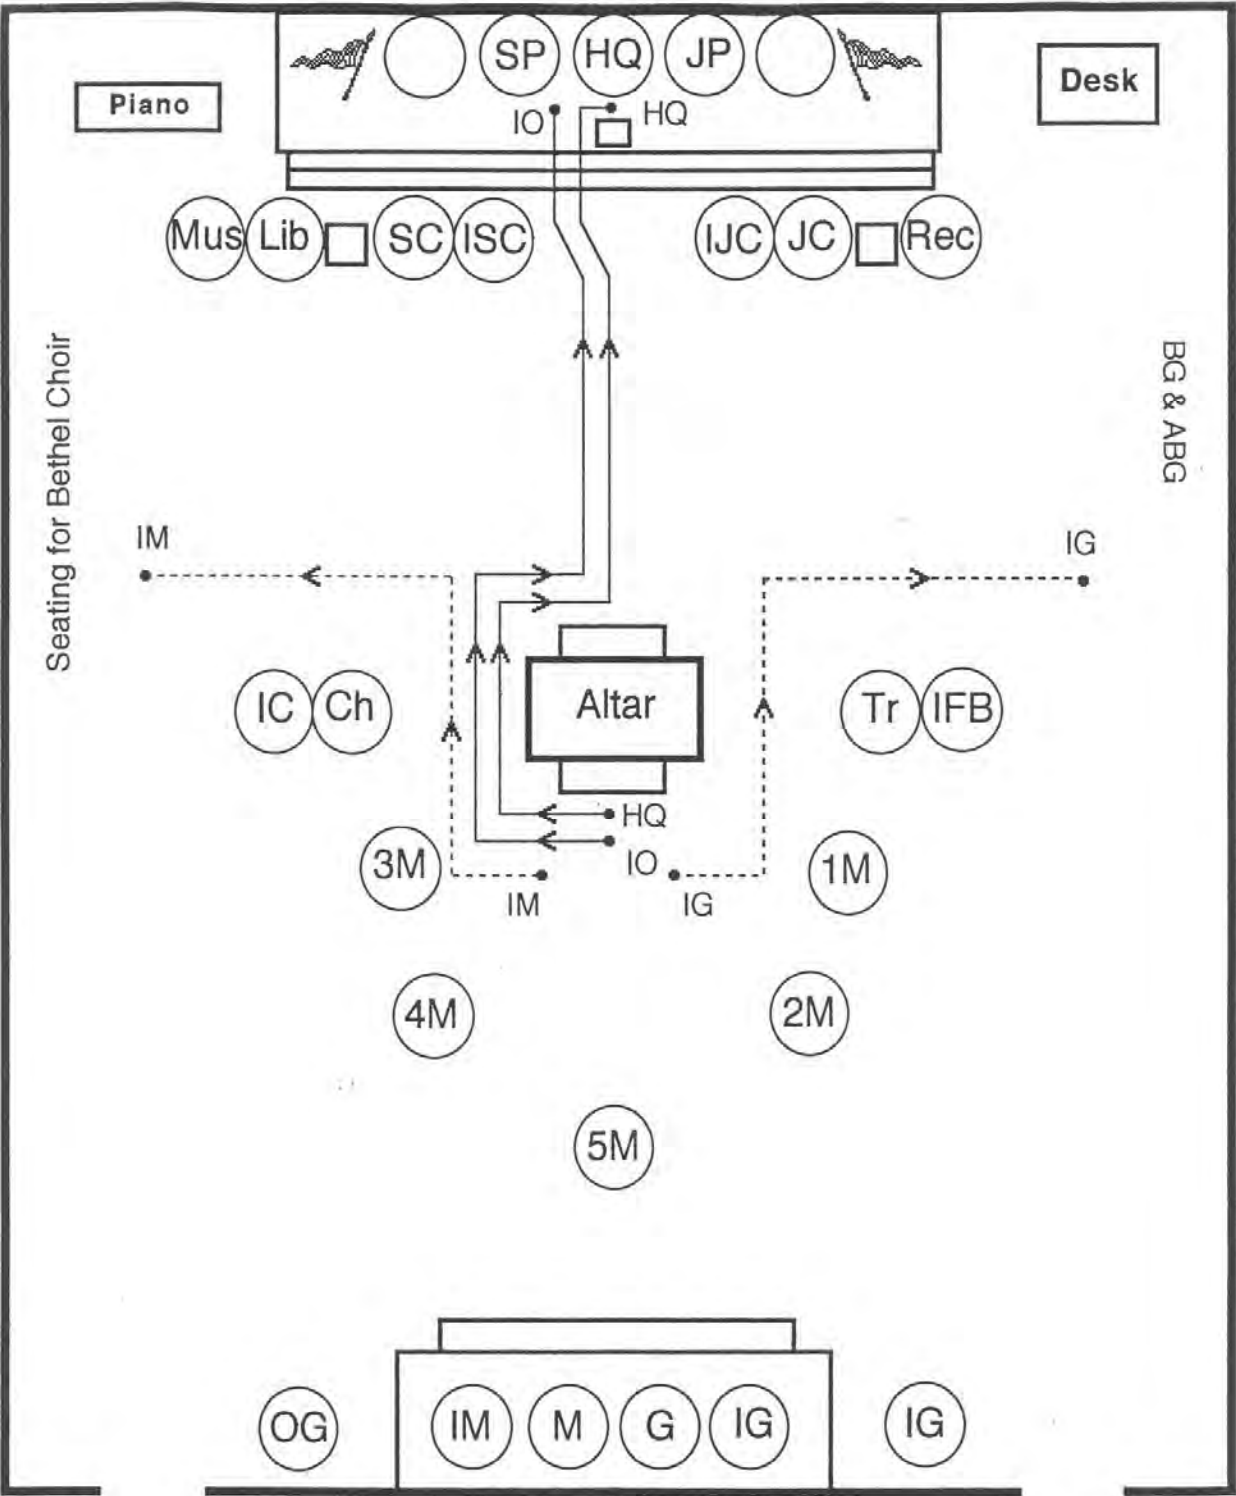 SP
HQ
JP
Desk
Piano
IO
HQ
Mus
Lib
SC
ISC
IJC
JC
Rec
Seating for Bethel Choir
BG & ABG
IM
IG
IC
Ch
Altar
Tr
IFB
HQ
3M
IO
1M
IM
IG
4M
2M
5M
OG
IM
M
G
IG
IG